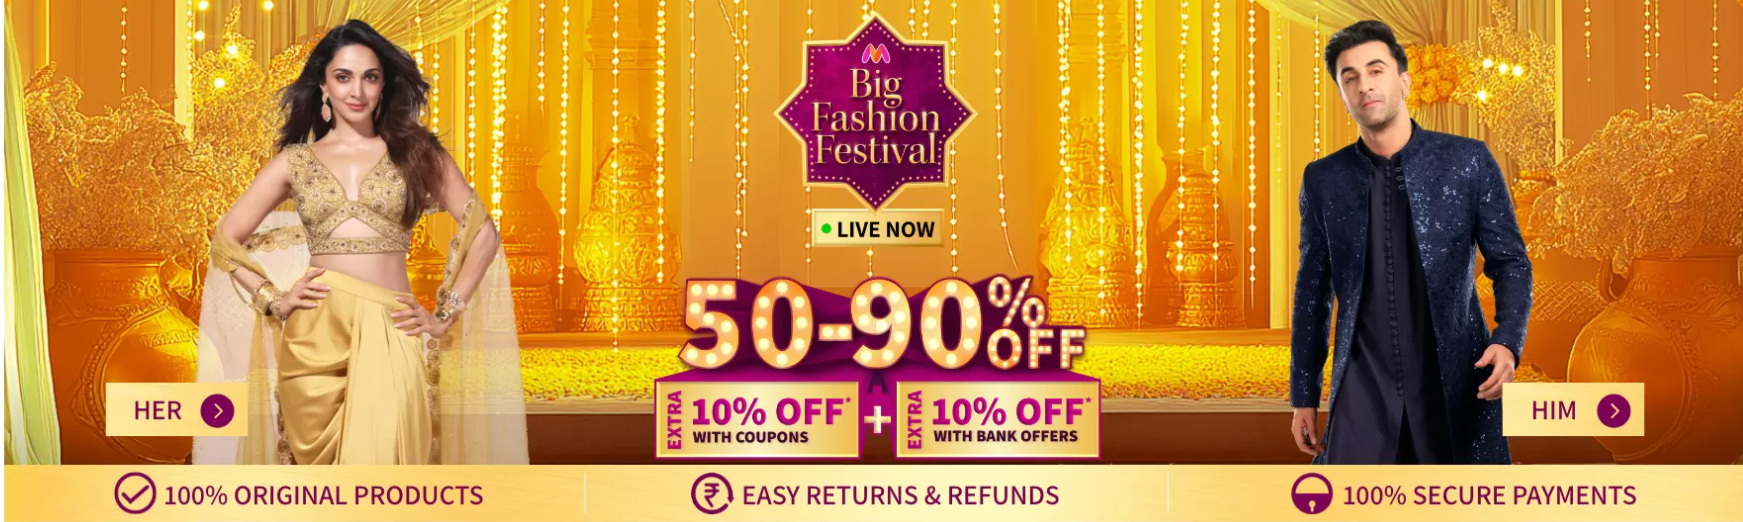 Big
Fashion
Festival
LIVE NOW
50-90% OFF
EXTRA
10% OFF*
WITH COUPONS
+
EXTRA
10% OFF*
WITH BANK OFFERS
HER
HIM
100% ORIGINAL PRODUCTS
EASY RETURNS & REFUNDS
100% SECURE PAYMENTS